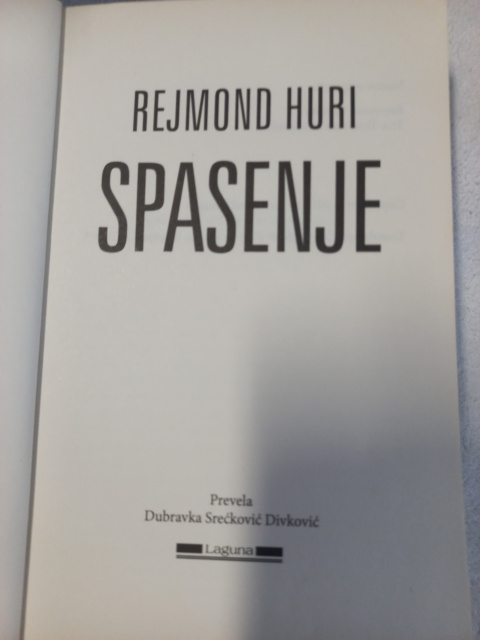 REJMOND HURI
SPASENJE
Prevela
Dubravka Srećković Divković
Laguna